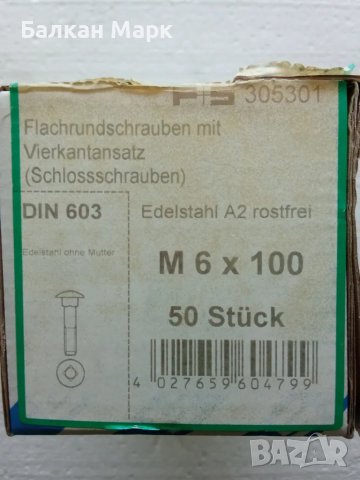 Балкан Марк
305301
Flachrundschrauben mit
Vierkantansatz
(Schlossschrauben)
DIN 603
Edelstahl A2 rostfrei
Edelstahl ohne Mutter
M 6 x 100
50 Stück
4 027659 604799
BAZAR